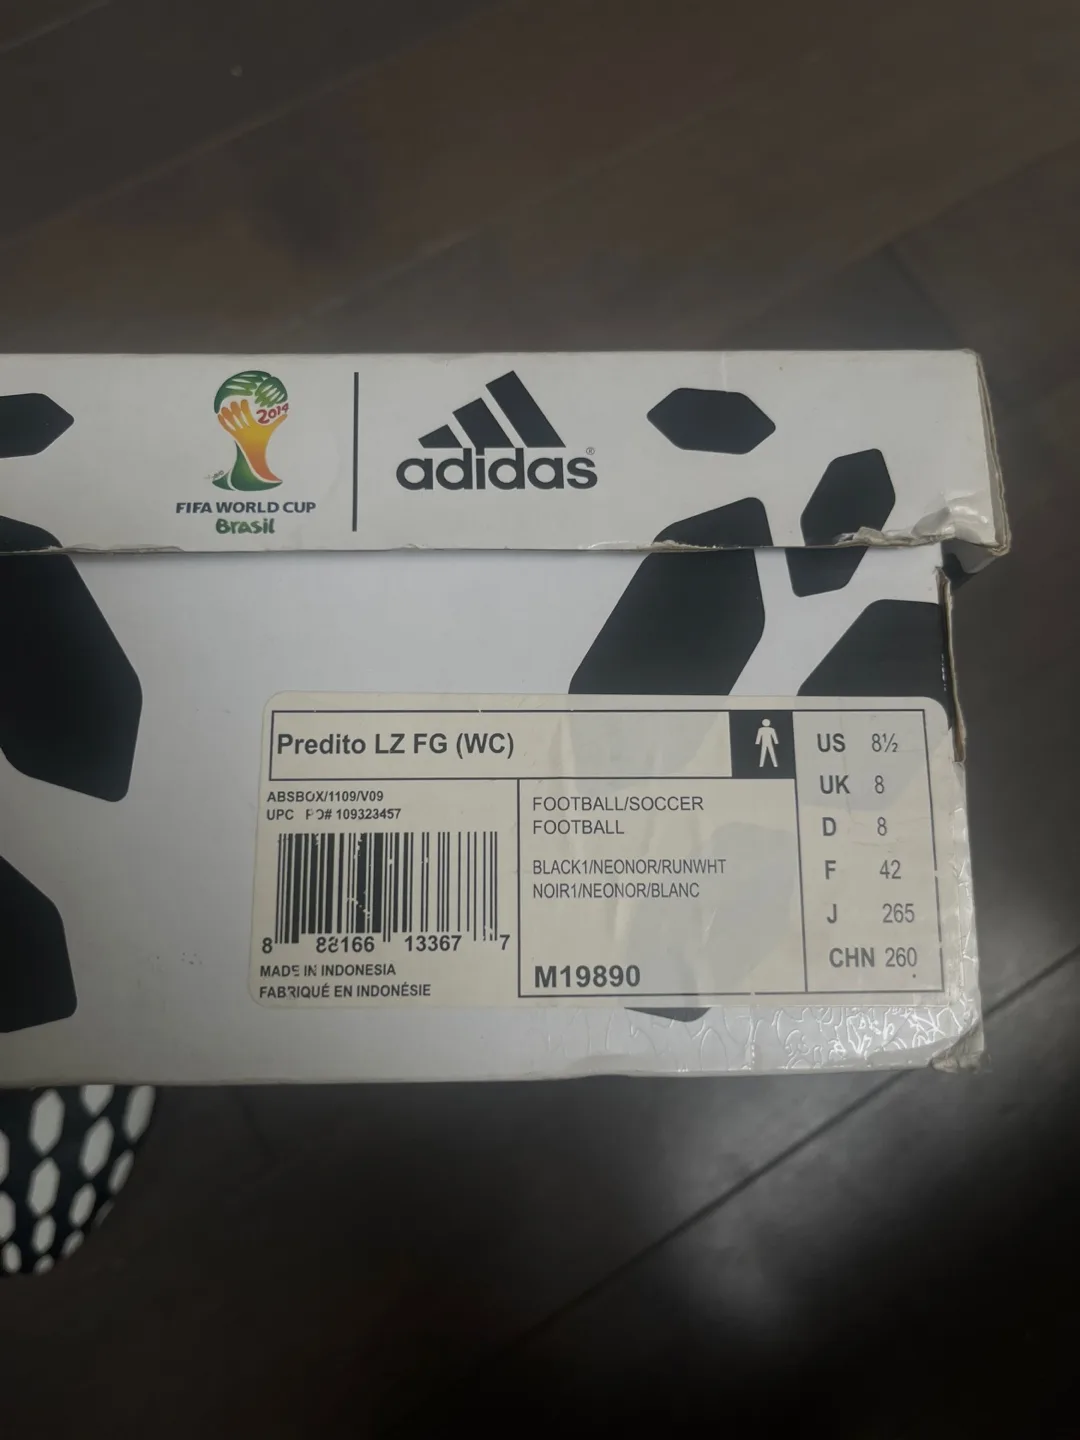 2014
FIFA WORLD CUP
Brasil
adidas®
Predito LZ FG (WC)
ABSBOX/1109/V09
UPC PO# 109323457
8 88166 13367 7
MADE IN INDONESIA
FABRIQUÉ EN INDONÉSIE
FOOTBALL/SOCCER
FOOTBALL
BLACK1/NEONOR/RUNWHT
NOIR1/NEONOR/BLANC
M19890
US 8½
UK 8
D 8
F 42
J 265
CHN 260